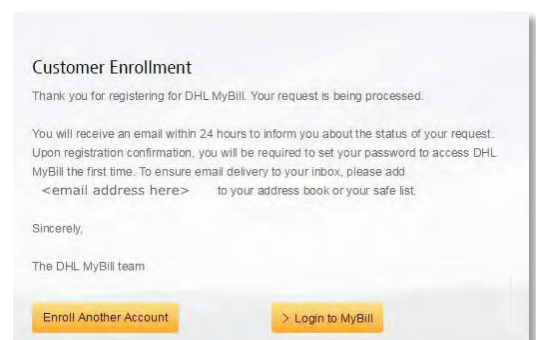 Customer Enrollment
Thank you for registering for DHL MyBill. Your request is being processed.
You will receive an email within 24 hours to inform you about the status of your request.
Upon registration confirmation, you will be required to set your password to access DHL
MyBill the first time. To ensure email delivery to your inbox, please add
<email address here> to your address book or your safe list.
Sincerely,
The DHL MyBill team
Enroll Another Account
> Login to MyBill